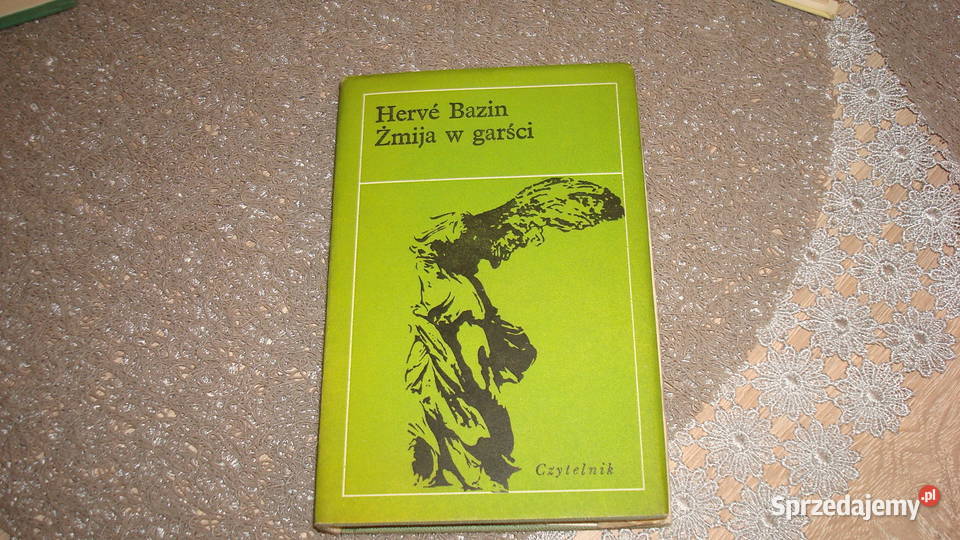 Hervé Bazin
Żmija w garści
Czytelnik
Sprzedajemy.pl